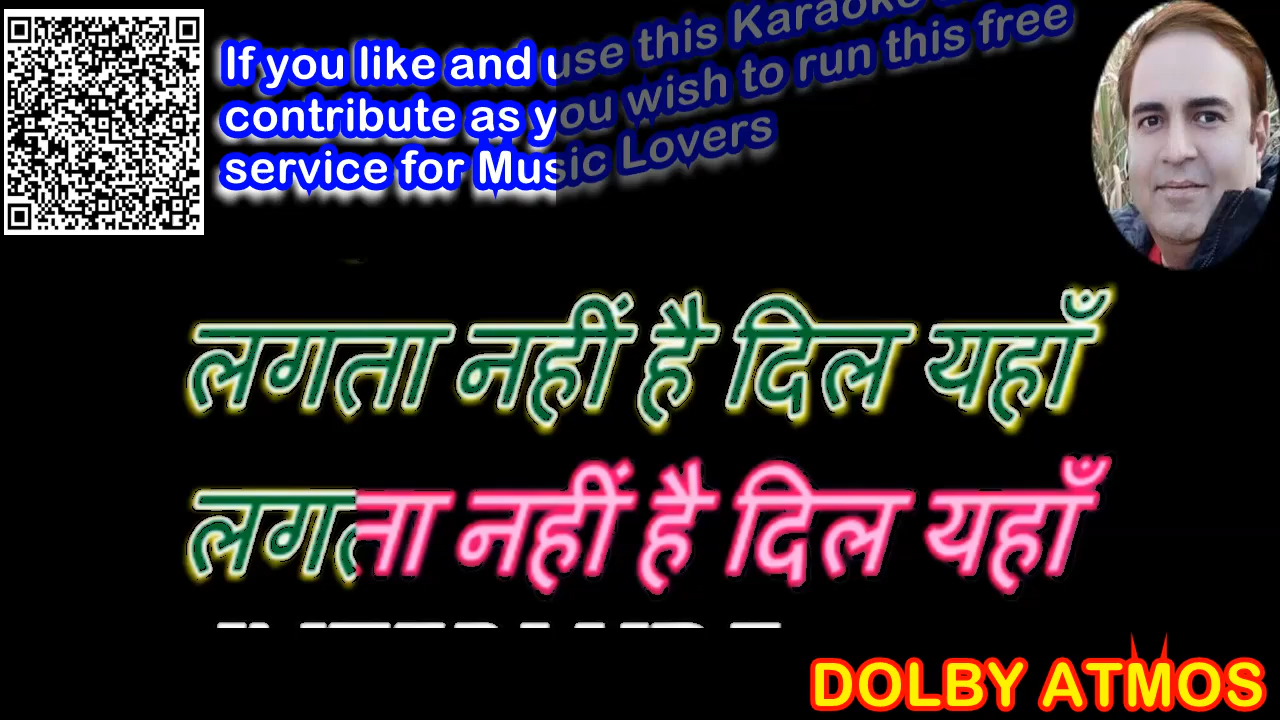 If you like and use this Karaoke
contribute as you wish to run this free
service for Music Lovers
लगता नहीं है दिल यहाँ
लगता नहीं है दिल यहाँ
DOLBY ATMOS